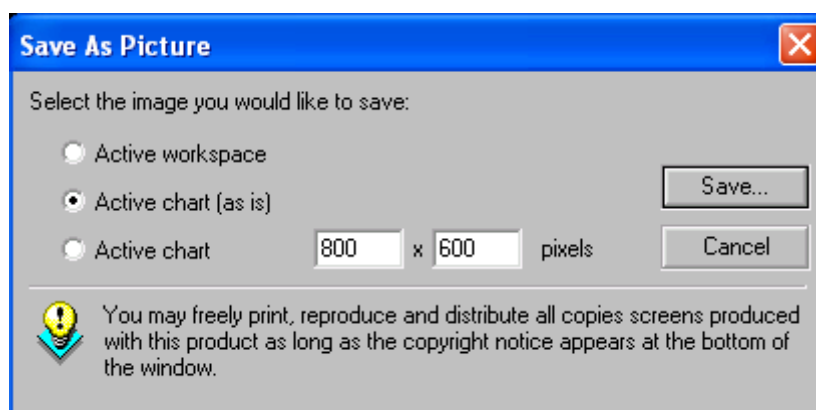 Save As Picture
Select the image you would like to save:
Active workspace
Active chart (as is)
Save...
Active chart 800 x 600 pixels
Cancel
You may freely print, reproduce and distribute all copies screens produced
with this product as long as the copyright notice appears at the bottom of
the window.